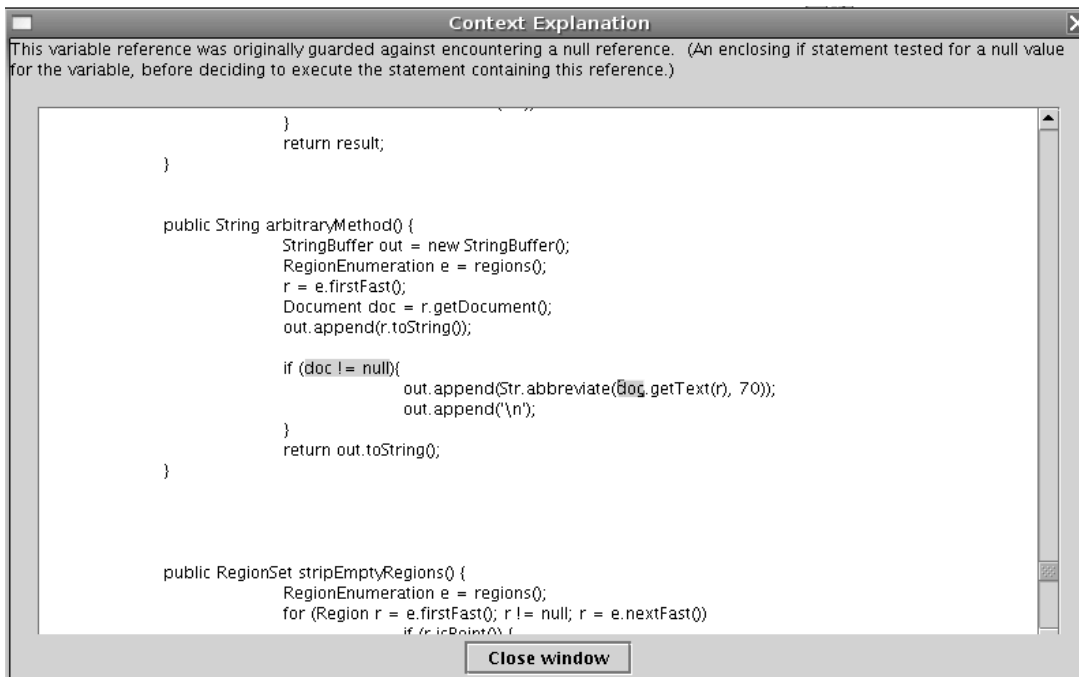 Context Explanation
This variable reference was originally guarded against encountering a null reference.  (An enclosing if statement tested for a null value
for the variable, before deciding to execute the statement containing this reference.)
}
return result;
}
public String arbitraryMethod() {
StringBuffer out = new StringBuffer();
RegionEnumeration e = regions();
r = e.firstFast();
Document doc = r.getDocument();
out.append(r.toString());
if (doc != null){
out.append(Str.abbreviate(doc.getText(r), 70));
out.append('\n');
}
return out.toString();
}
public RegionSet stripEmptyRegions() {
RegionEnumeration e = regions();
for (Region r = e.firstFast(); r != null; r = e.nextFast())
if (r.isPoint()) {
Close window